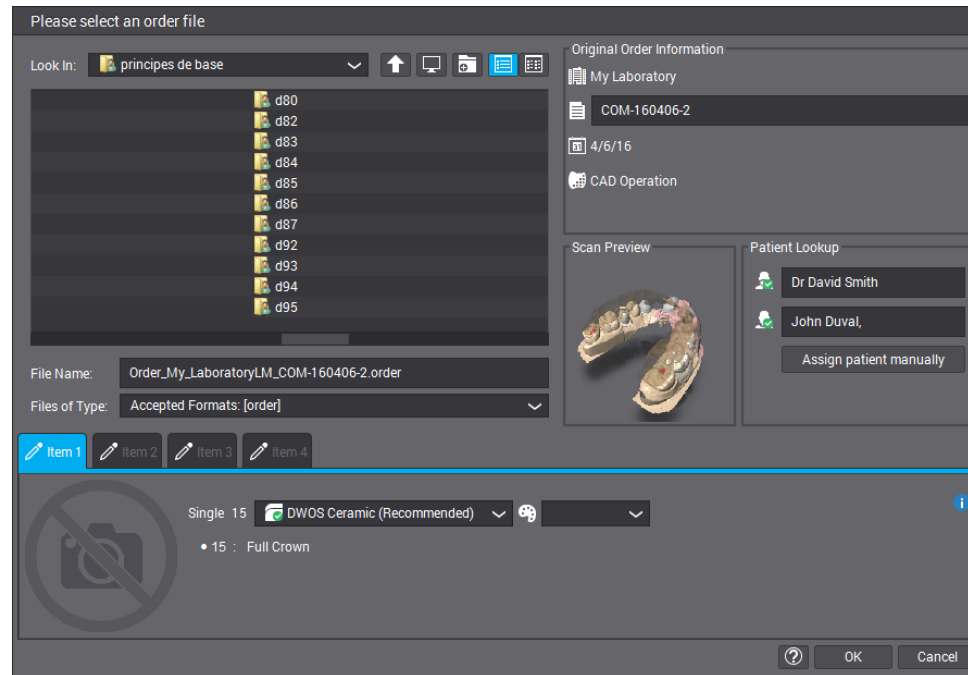 Please select an order file
Look In: principes de base
d80
d82
d83
d84
d85
d86
d87
d92
d93
d94
d95
File Name: Order_My_LaboratoryLM_COM-160406-2.order
Files of Type: Accepted Formats: [order]
Original Order Information
My Laboratory
COM-160406-2
31 4/6/16
CAD Operation
Scan Preview
Patient Lookup
Dr David Smith
John Duval,
Assign patient manually
Item 1 Item 2 Item 3 Item 4
Single 15 DWOS Ceramic (Recommended)
• 15 : Full Crown
i
? OK Cancel